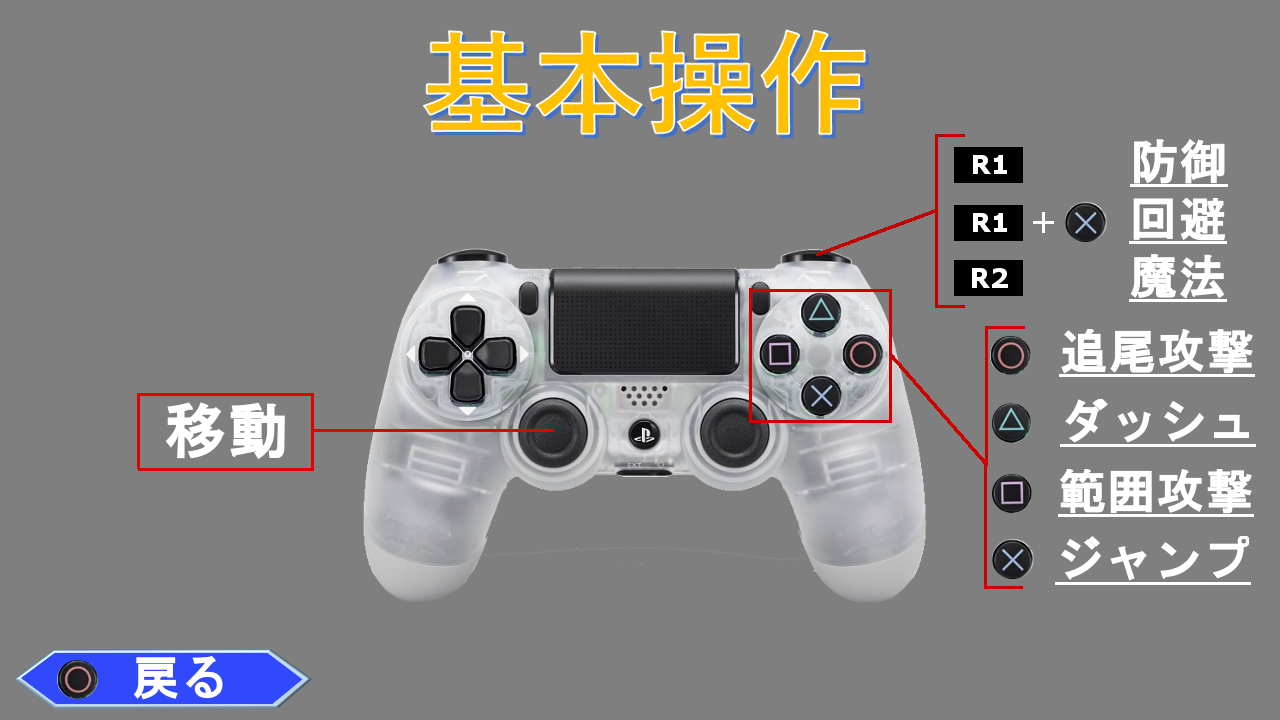 基本操作
R1 防御
R1 + 回避
R2 魔法
追尾攻撃
ダッシュ
範囲攻撃
ジャンプ
移動
戻る